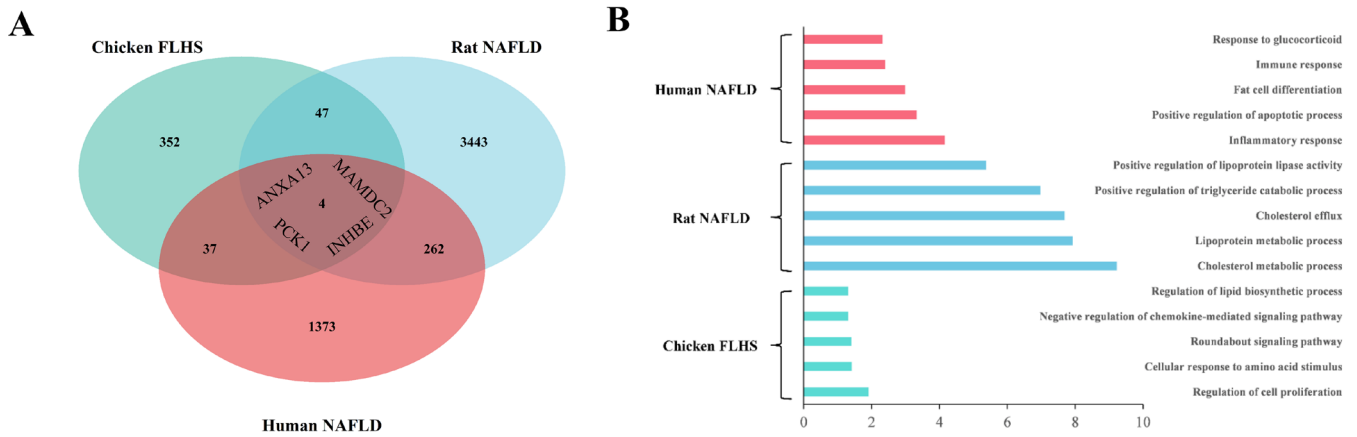 A
Chicken FLHS
Rat NAFLD
47
352
3443
ANXA13
MAMDC2
4
PCK1
INHBE
37
262
1373
Human NAFLD
B
Human NAFLD
Response to glucocorticoid
Immune response
Fat cell differentiation
Positive regulation of apoptotic process
Inflammatory response
Rat NAFLD
Positive regulation of lipoprotein lipase activity
Positive regulation of triglyceride catabolic process
Cholesterol efflux
Lipoprotein metabolic process
Cholesterol metabolic process
Chicken FLHS
Regulation of lipid biosynthetic process
Negative regulation of chemokine-mediated signaling pathway
Roundabout signaling pathway
Cellular response to amino acid stimulus
Regulation of cell proliferation
0 2 4 6 8 10